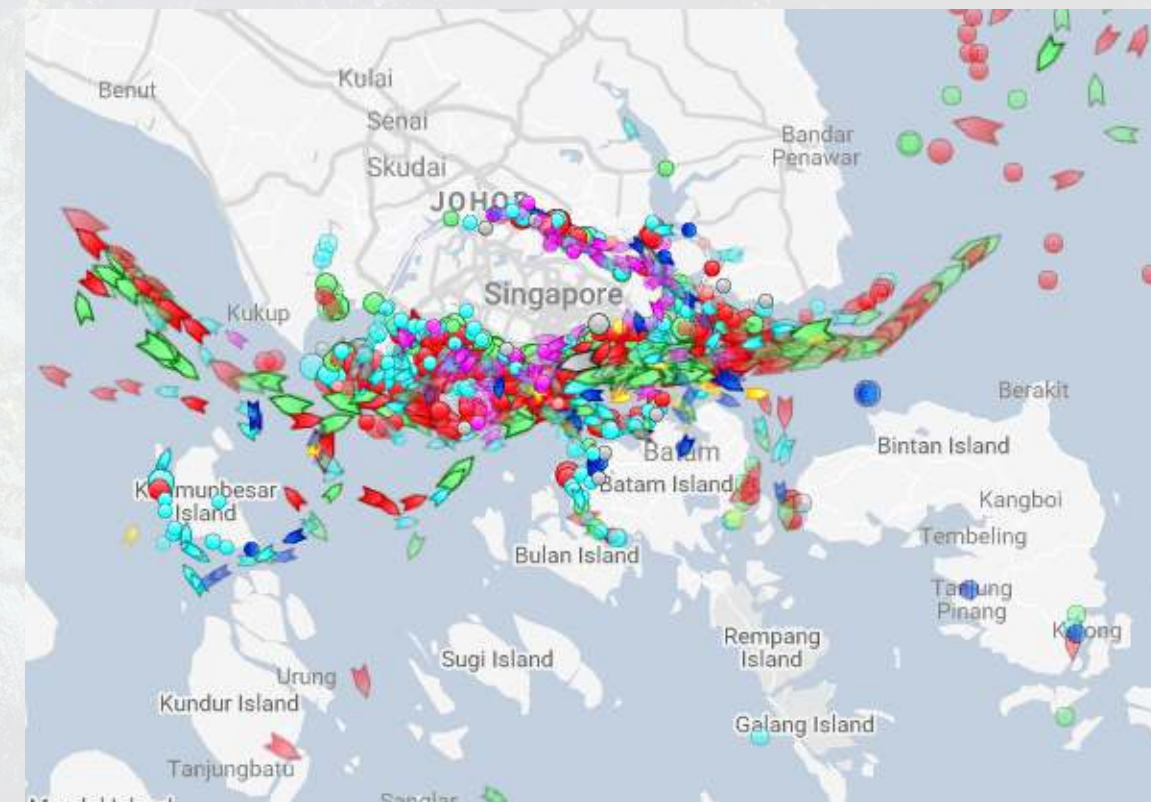 Kulai
Benut
Senai
Bandar
Penawar
Skudai
Singapore
Kukup
Berakit
Bintan Island
Batam
Batam Island
Island
Kangboi
Tembeling
Bulan Island
Pinang
Rempang
Island
Sugi Island
Urung
Kundur Island
Galang Island
Tanjungbatu